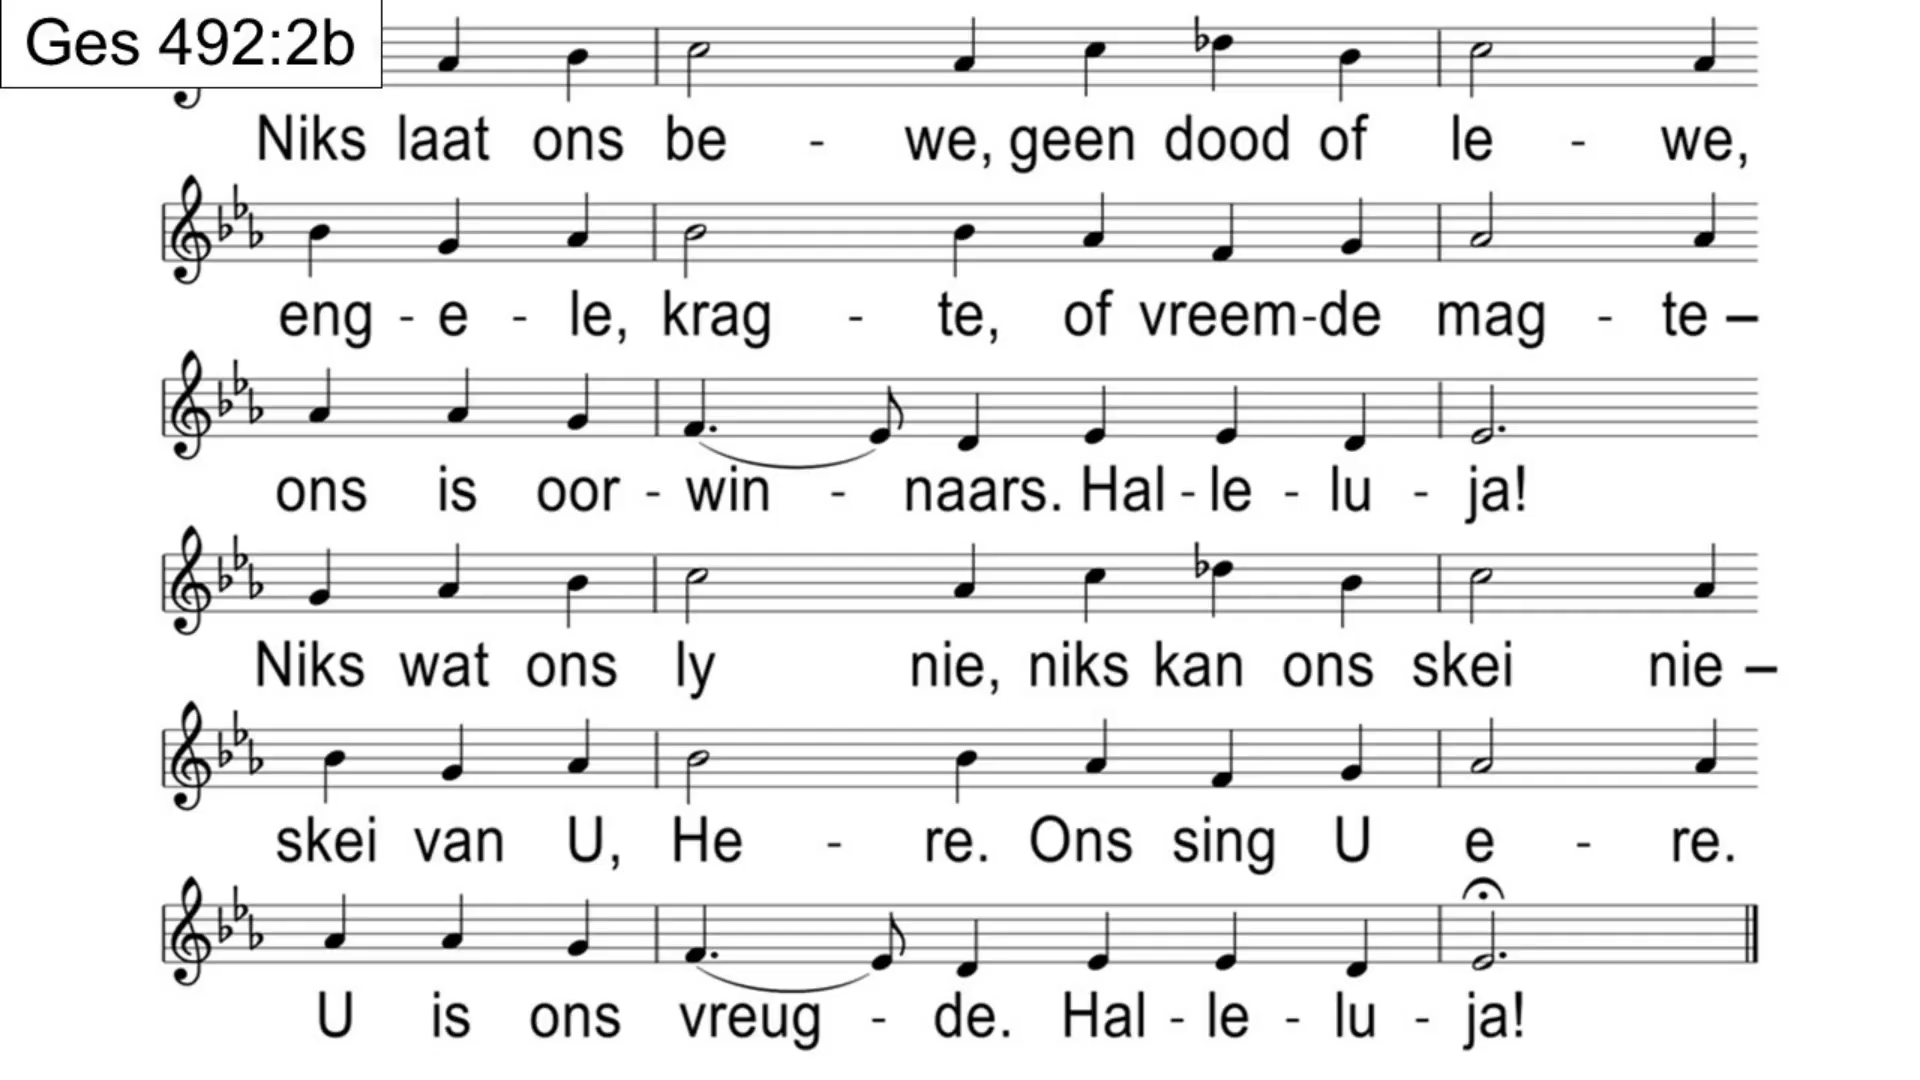 Ges 492:2b
Niks laat ons be - we, geen dood of le - we,
eng - e - le, krag - te, of vreem-de mag - te –
ons is oor - win - naars. Hal - le - lu - ja!
Niks wat ons ly nie, niks kan ons skei nie –
skei van U, He - re. Ons sing U e - re.
U is ons vreug - de. Hal - le - lu - ja!